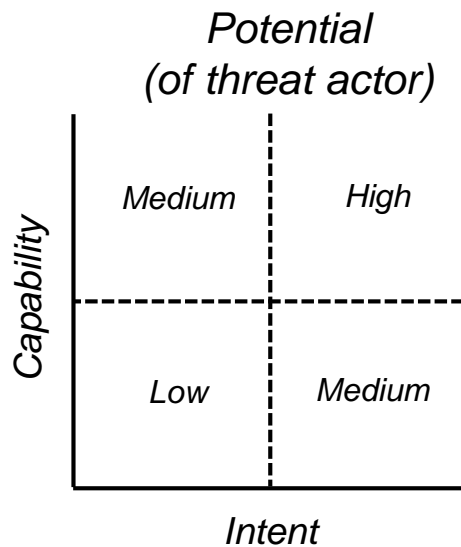 Potential
(of threat actor)
Capability
Medium
High
Low
Medium
Intent